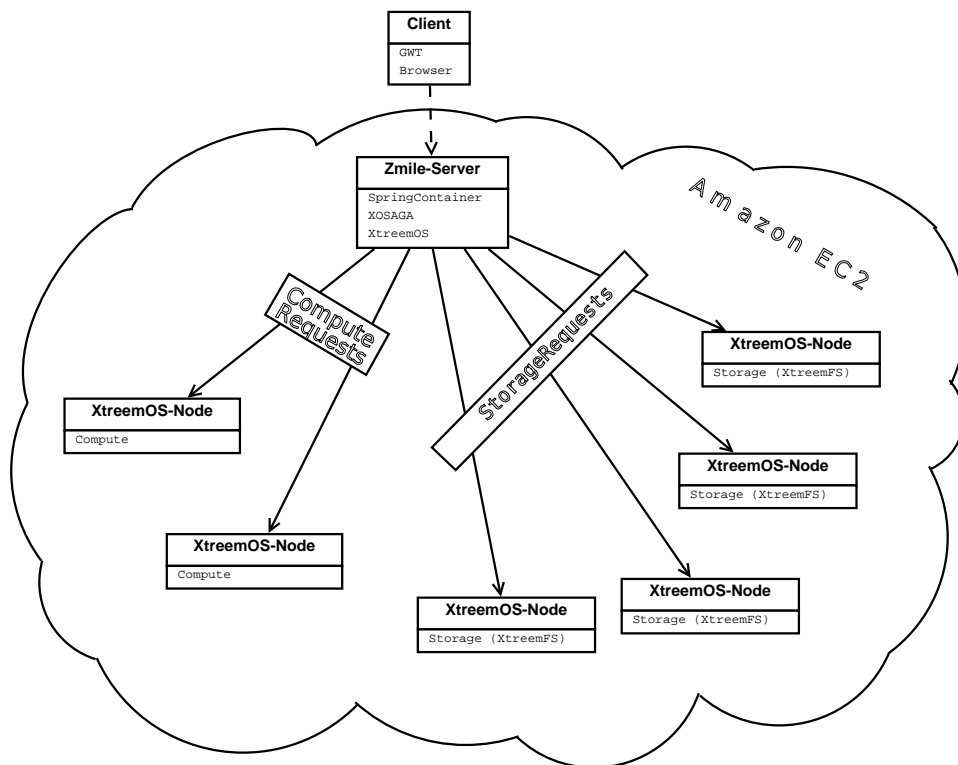 Client
GWT
Browser
Zmile-Server
SpringContainer
XOSAGA
XtreemOS
Amazon EC2
Compute
Requests
StorageRequests
XtreemOS-Node
Storage (XtreemFS)
XtreemOS-Node
Compute
XtreemOS-Node
Storage (XtreemFS)
XtreemOS-Node
Compute
XtreemOS-Node
Storage (XtreemFS)
XtreemOS-Node
Storage (XtreemFS)